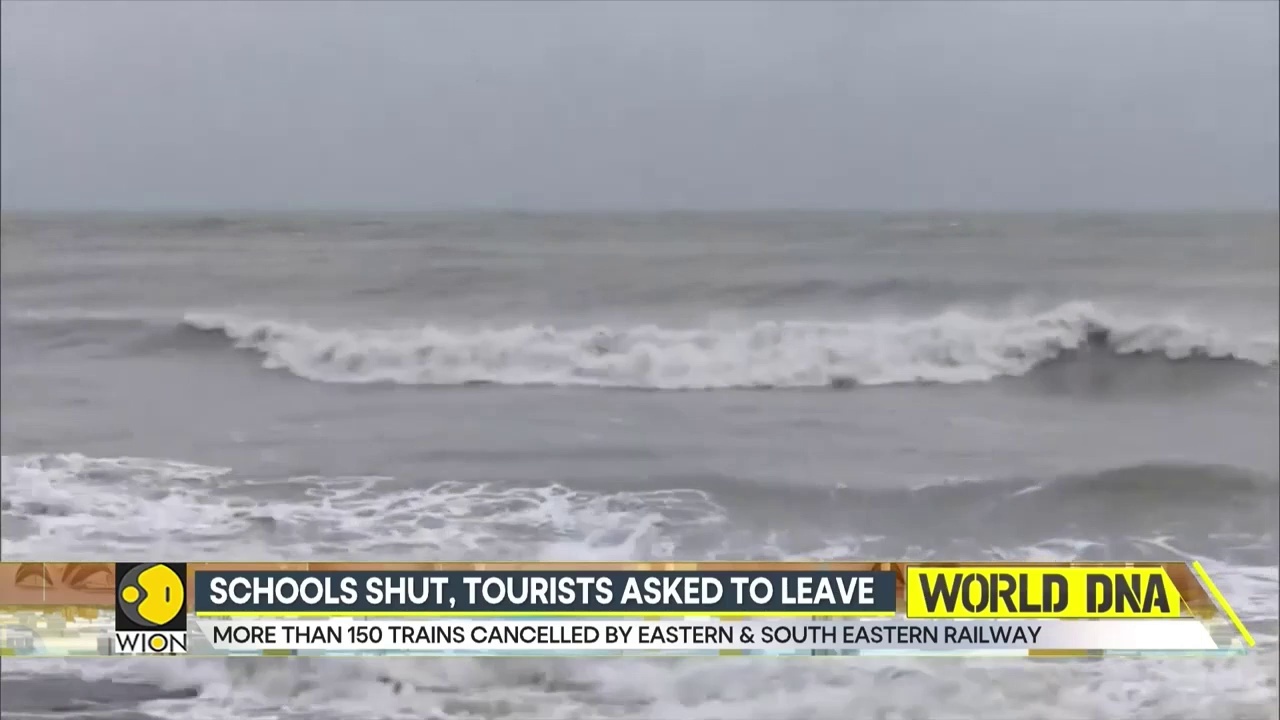 SCHOOLS SHUT, TOURISTS ASKED TO LEAVE
WORLD DNA
WION
MORE THAN 150 TRAINS CANCELLED BY EASTERN & SOUTH EASTERN RAILWAY